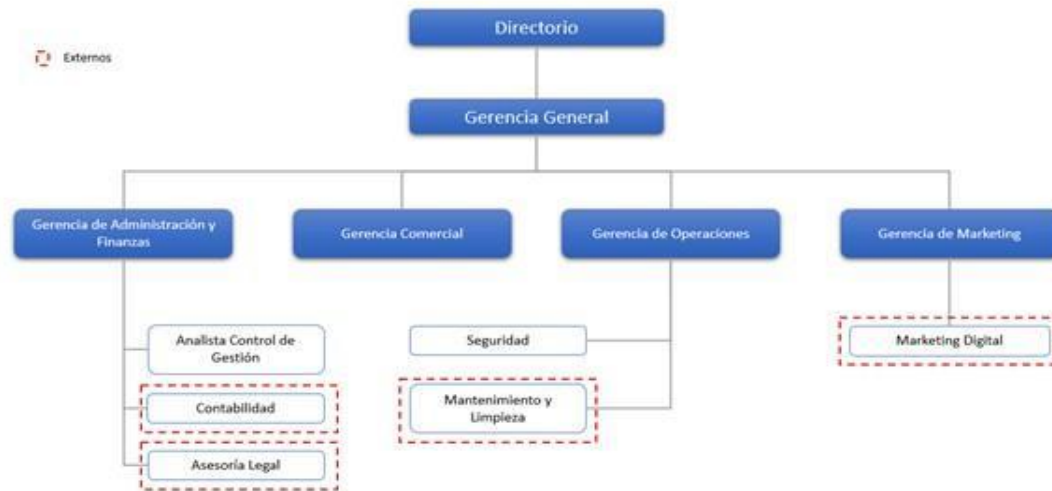 Directorio
Externos
Gerencia General
Gerencia de Administración y
Finanzas
Gerencia Comercial
Gerencia de Operaciones
Gerencia de Marketing
Analista Control de
Gestión
Seguridad
Marketing Digital
Contabilidad
Mantenimiento y
Limpieza
Asesoría Legal